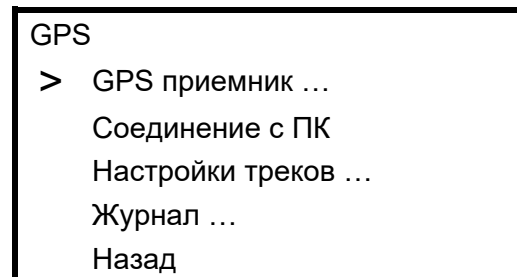 GPS
> GPS приемник …
Соединение с ПК
Настройки треков …
Журнал …
Назад